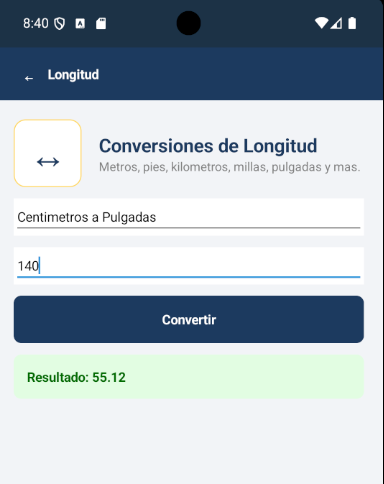 8:40
← Longitud
Conversiones de Longitud
Metros, pies, kilometros, millas, pulgadas y mas.
Centimetros a Pulgadas
140
Convertir
Resultado: 55.12